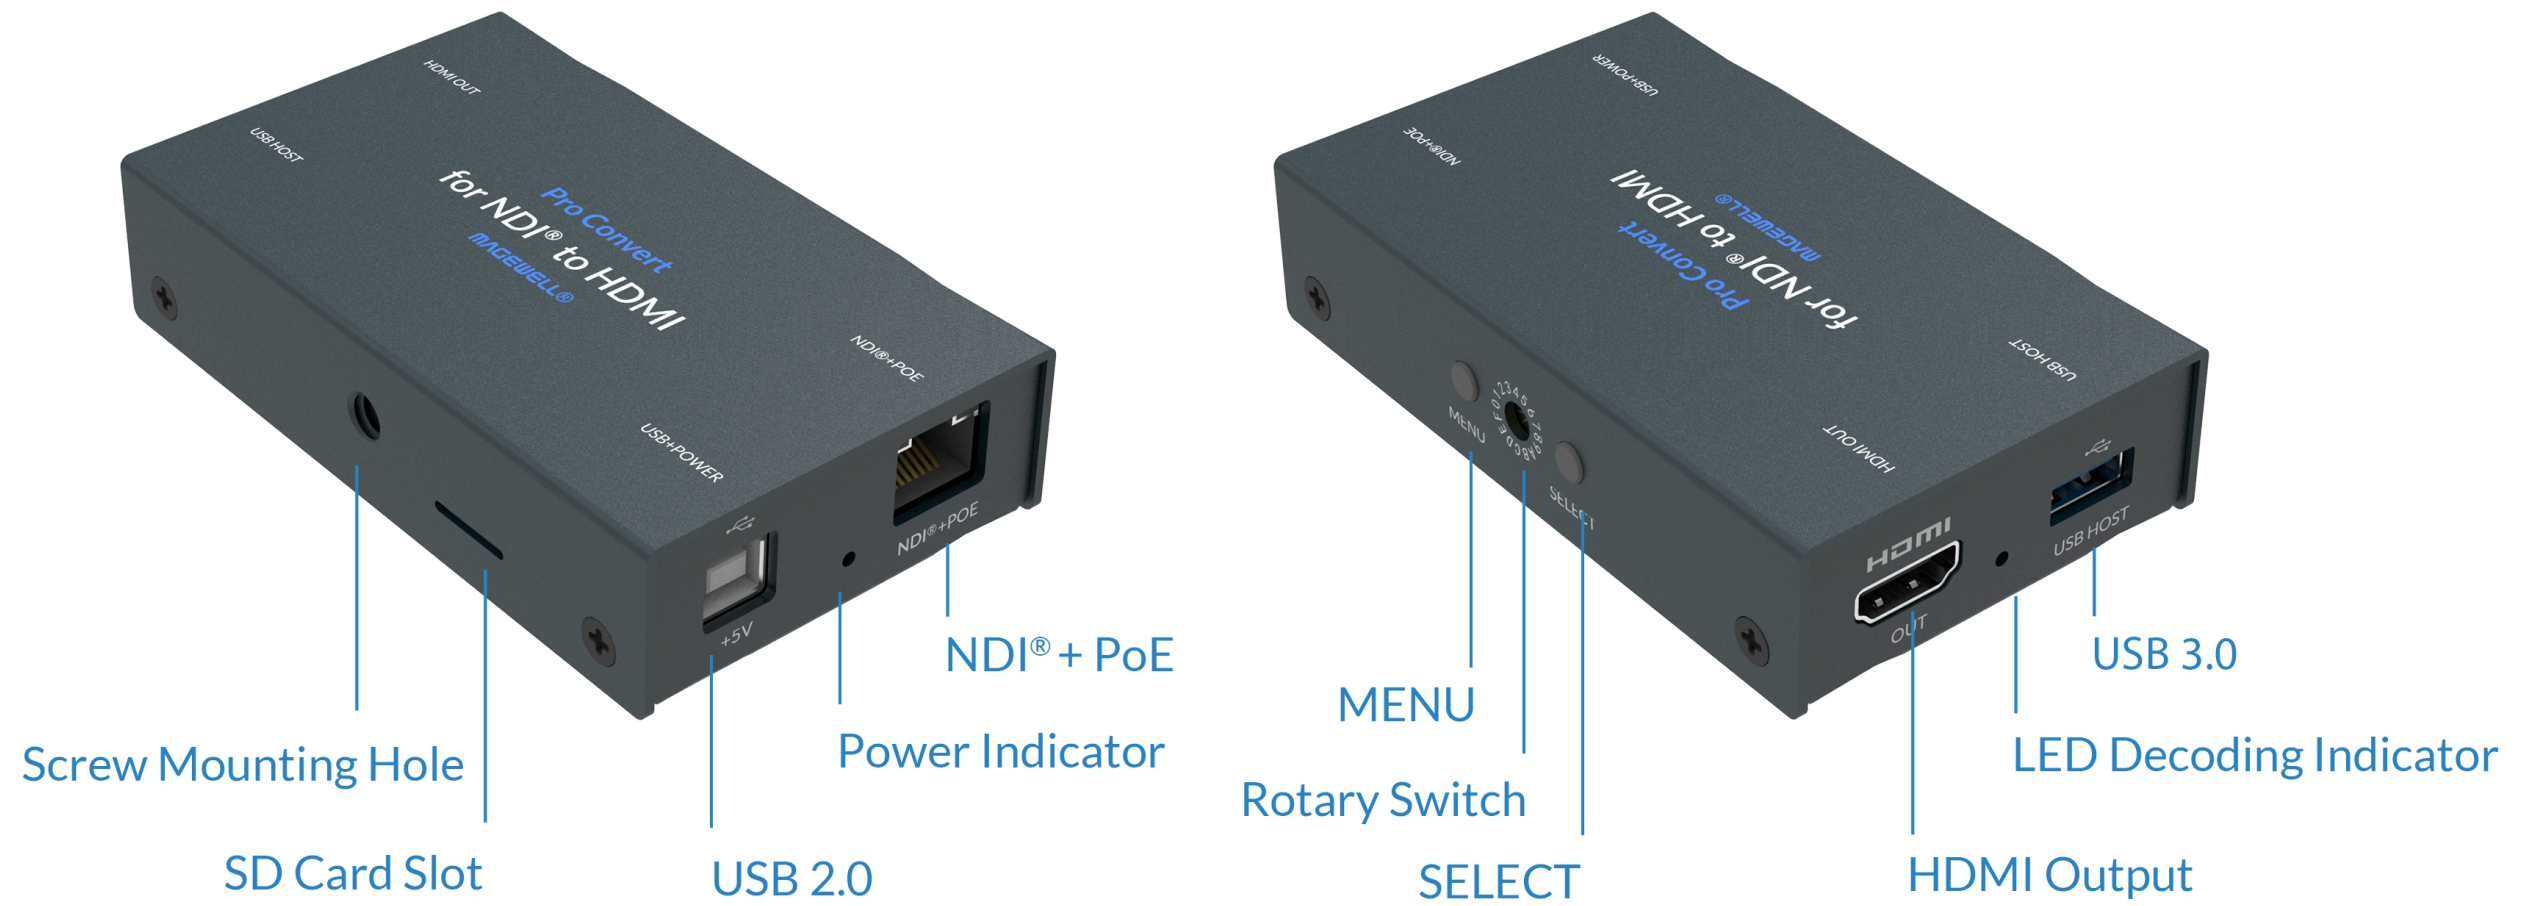 HDMI OUT
USB HOST
Pro Convert
for NDI® to HDMI
MAGEWELL®
NDI®+POE
USB+POWER
NDI®+POE
+5V
NDI® + PoE
Power Indicator
Screw Mounting Hole
SD Card Slot
USB 2.0
USB+POWER
NDI®+POE
MAGEWELL®
for NDI® to HDMI
Pro Convert
USB HOST
HDMI OUT
MENU
0123456789ABCDEF
SELECT
HDMI
OUT
USB HOST
USB 3.0
MENU
LED Decoding Indicator
Rotary Switch
SELECT
HDMI Output